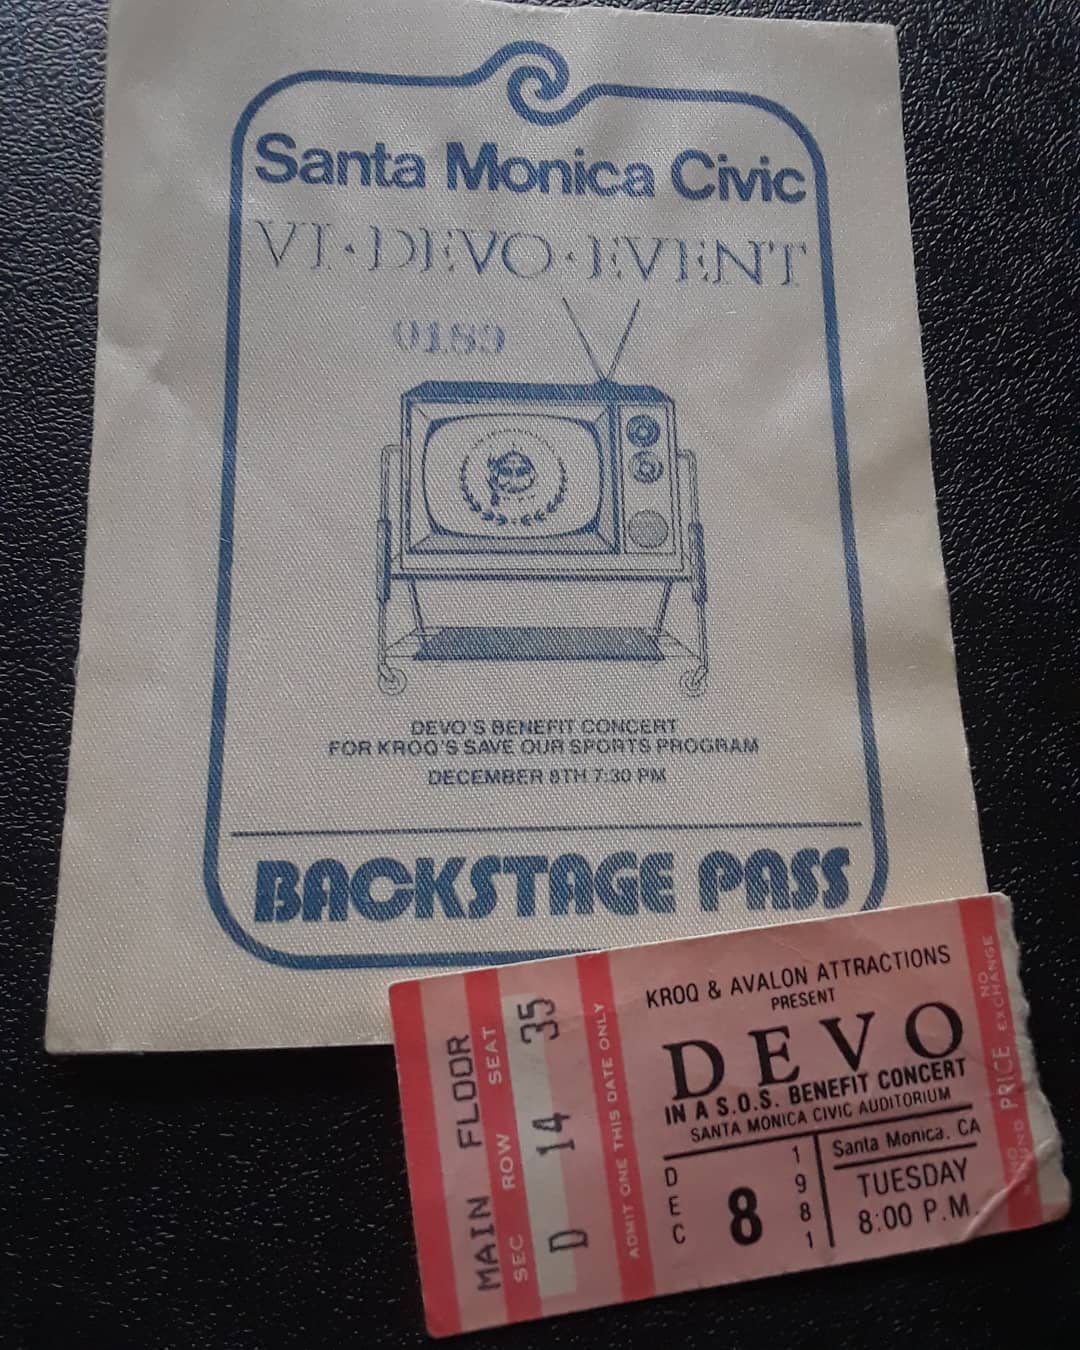 Santa Monica Civic
VI·DEVO·EVENT
0189
DEVO'S BENEFIT CONCERT
FOR KROQ'S SAVE OUR SPORTS PROGRAM
DECEMBER 8TH 7:30 PM
BACKSTAGE PASS
MAIN FLOOR
SEC ROW SEAT
D 14 35
ADMIT ONE THIS DATE ONLY
KROQ & AVALON ATTRACTIONS
PRESENT
DEVO
IN A S.O.S. BENEFIT CONCERT
SANTA MONICA CIVIC AUDITORIUM
DEC
8
1981
Santa Monica, CA
TUESDAY
8:00 P.M.
PRICE
NO
EXCHANGE